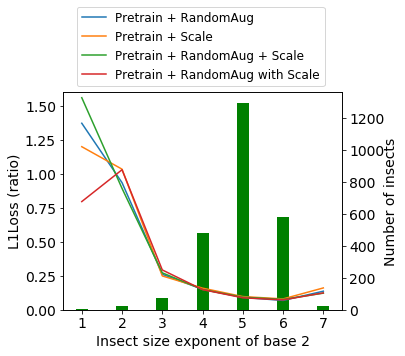 Pretrain + RandomAug
Pretrain + Scale
Pretrain + RandomAug + Scale
Pretrain + RandomAug with Scale
1.50
1.25
1.00
0.75
0.50
0.25
0.00
L1Loss (ratio)
1200
1000
800
600
400
200
0
Number of insects
1 2 3 4 5 6 7
Insect size exponent of base 2